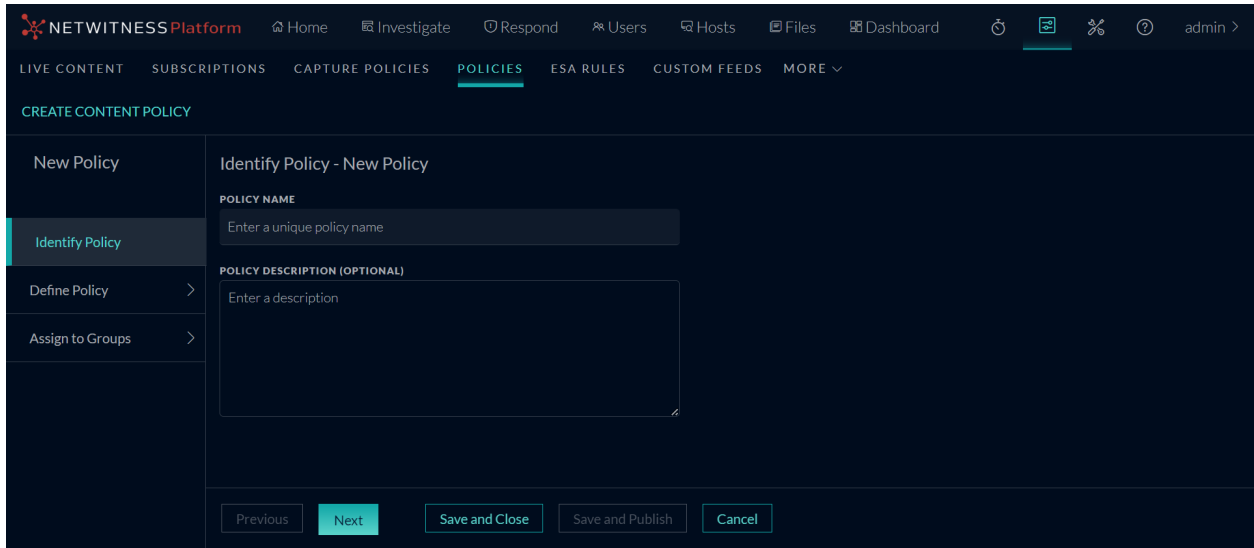 NETWITNESS Platform Home Investigate Respond Users Hosts Files Dashboard admin >
LIVE CONTENT SUBSCRIPTIONS CAPTURE POLICIES POLICIES ESA RULES CUSTOM FEEDS MORE
CREATE CONTENT POLICY
New Policy
Identify Policy
Define Policy
Assign to Groups
Identify Policy - New Policy
POLICY NAME
Enter a unique policy name
POLICY DESCRIPTION (OPTIONAL)
Enter a description
Previous Next Save and Close Save and Publish Cancel